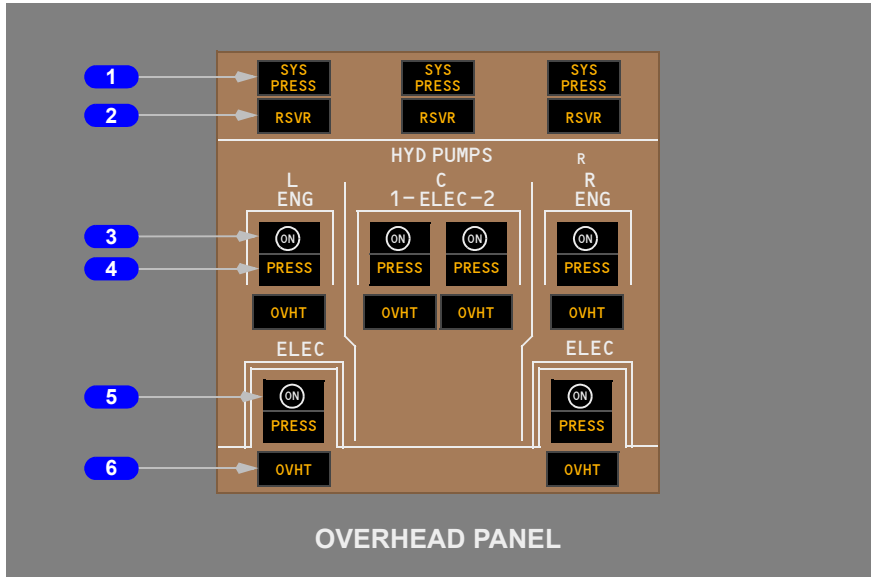 1
SYS
PRESS
SYS
PRESS
SYS
PRESS
2
RSVR
RSVR
RSVR
HYD PUMPS
R
L
ENG
C
1-ELEC-2
R
ENG
3
ON
ON
ON
ON
4
PRESS
PRESS
PRESS
PRESS
OVHT
OVHT
OVHT
OVHT
ELEC
ELEC
5
ON
ON
PRESS
PRESS
6
OVHT
OVHT
OVERHEAD PANEL